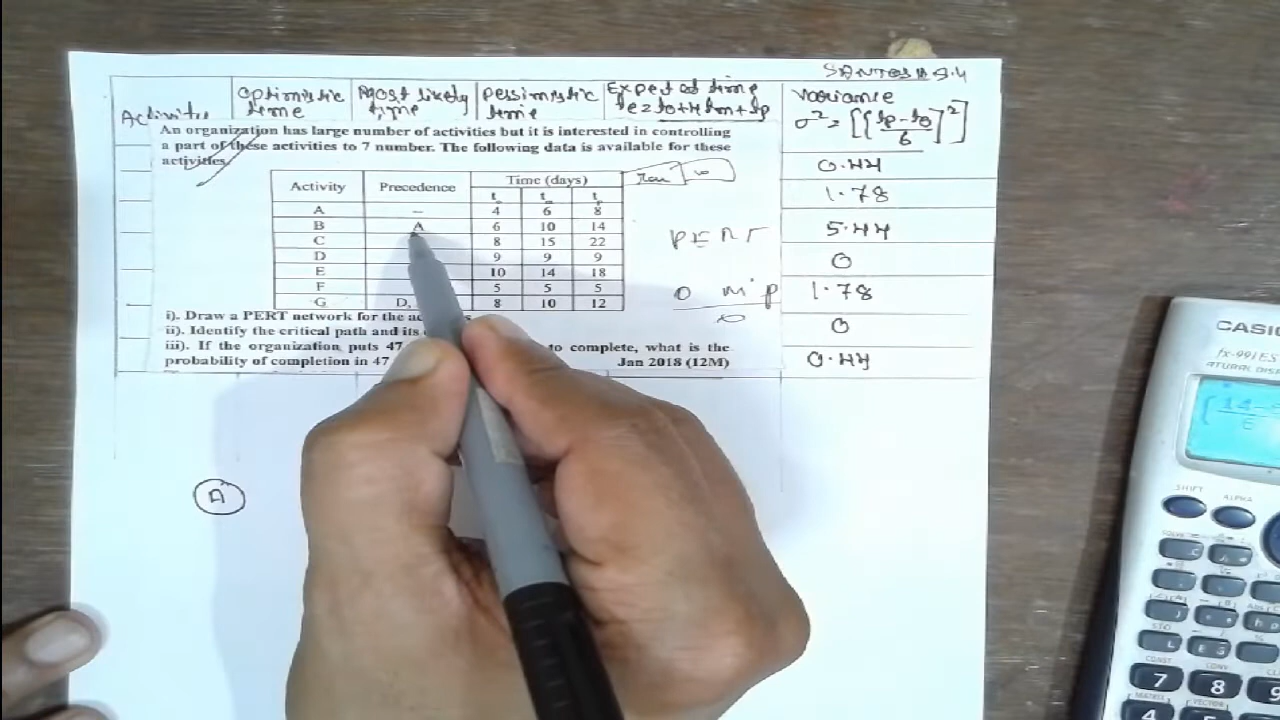 SANTOSH S.Y
Activity
optimistic time
Most likely time
pessimistic time
Expected time
te = to+4tm+tp
Variance
σ² = [(tp-to/6)²]
An organization has large number of activities but it is interested in controlling
a part of these activities to 7 number. The following data is available for these
activities.
Activity Precedence Time (days)
A – 4 6 8
B A 6 10 14
C 8 15 22
D 9 9 9
E 10 14 18
F 5 5 5
G D, 8 10 12
i). Draw a PERT network for the
ii). Identify the critical path and its
iii). If the organization puts 47 to complete, what is the
probability of completion in 47 Jan 2018 (12M)
PERT
o m p
0.44
1.78
5.44
0
1.78
0
0.44
A
CASIO
fx-991ES
SHIFT
ALPHA
7 8 9
4